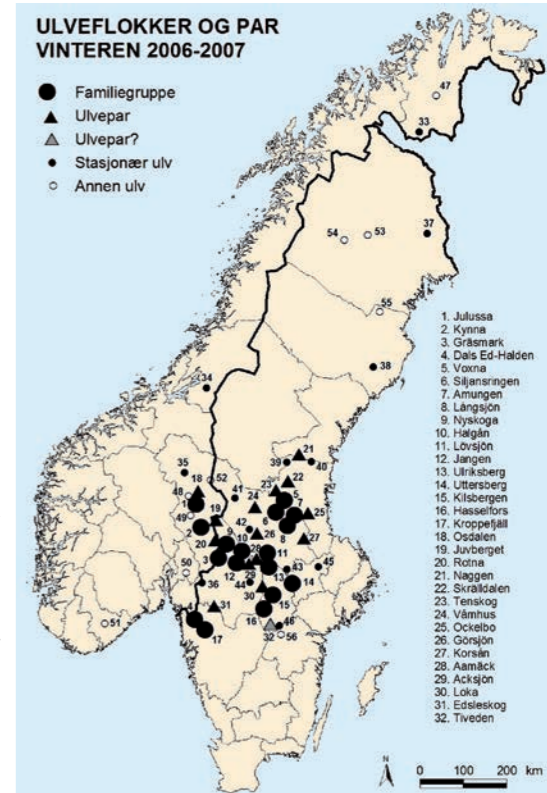 ULVEFLOKKER OG PAR
VINTEREN 2006-2007
Familiegruppe
Ulvepar
Ulvepar?
Stasjonær ulv
Annen ulv
47
33
54
53
37
55
38
34
1. Julussa
2. Kynna
3. Gräsmark
4. Dals Ed-Halden
5. Voxna
6. Siljansringen
7. Amungen
8. Långsjön
9. Nyskoga
10. Halgån
11. Lövsjön
12. Jangen
13. Ulriksberg
14. Uttersberg
15. Kilsbergen
16. Hasselfors
17. Kroppefjäll
18. Osdalen
19. Juvberget
20. Rotna
21. Naggen
22. Skrälldalen
23. Tenskog
24. Våmhus
25. Ockelbo
26. Görsjön
27. Korsån
28. Aamäck
29. Acksjön
30. Loka
31. Edsleskog
32. Tiveden
21
39
40
35
52
22
18
41
23
48
5
1
24
7
25
49
19
6
42
2
26
8
27
20
9
10
28
11
3
50
12
29
13
43
45
36
44
14
30
31
15
4
16
46
51
17
32
56
N
0
100
200 km